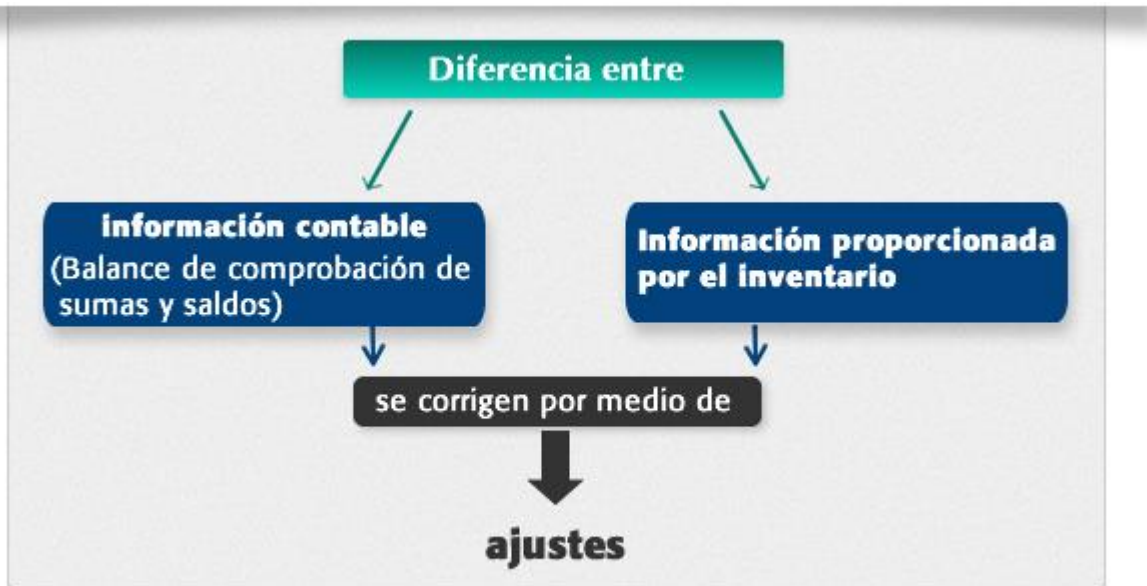 Diferencia entre
información contable
(Balance de comprobación de
sumas y saldos)
Información proporcionada
por el inventario
se corrigen por medio de
ajustes